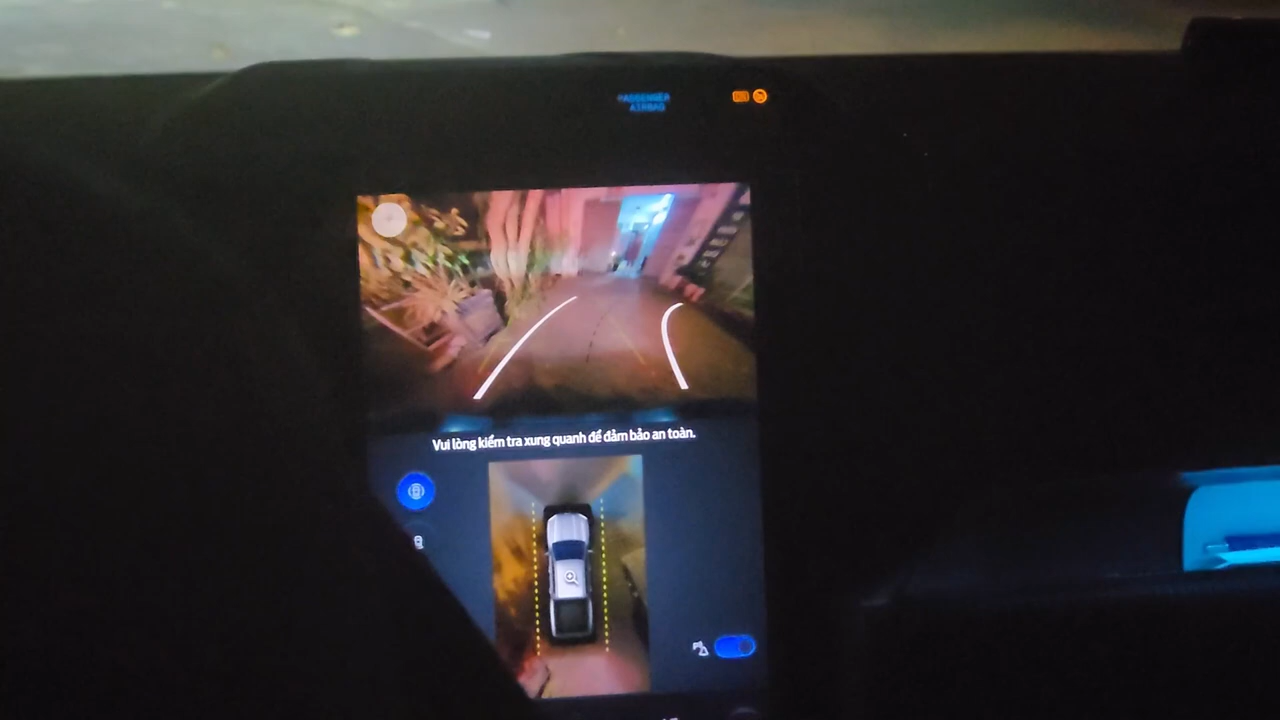 PASSENGER
AIRBAG
Vui lòng kiểm tra xung quanh để đảm bảo an toàn.